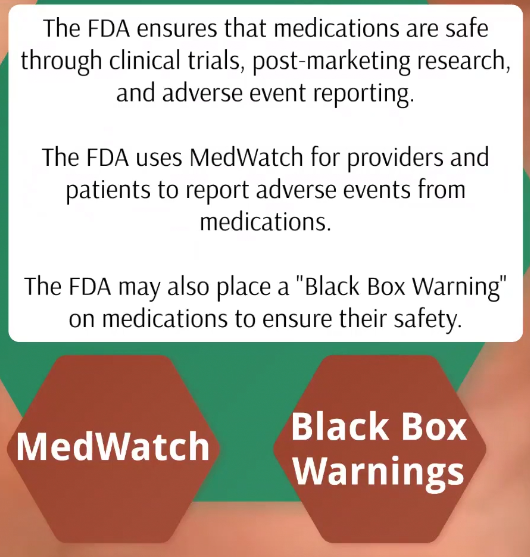 The FDA ensures that medications are safe
through clinical trials, post-marketing research,
and adverse event reporting.
The FDA uses MedWatch for providers and
patients to report adverse events from
medications.
The FDA may also place a "Black Box Warning"
on medications to ensure their safety.
MedWatch
Black Box
Warnings